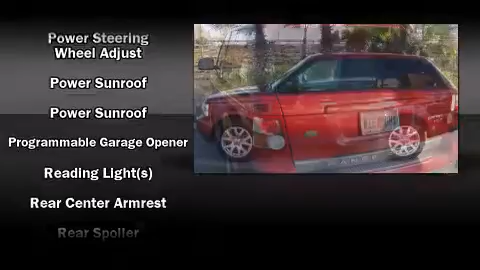 Power Steering
Wheel Adjust
Power Sunroof
Power Sunroof
Programmable Garage Opener
Reading Light(s)
Rear Center Armrest
Rear Spoiler